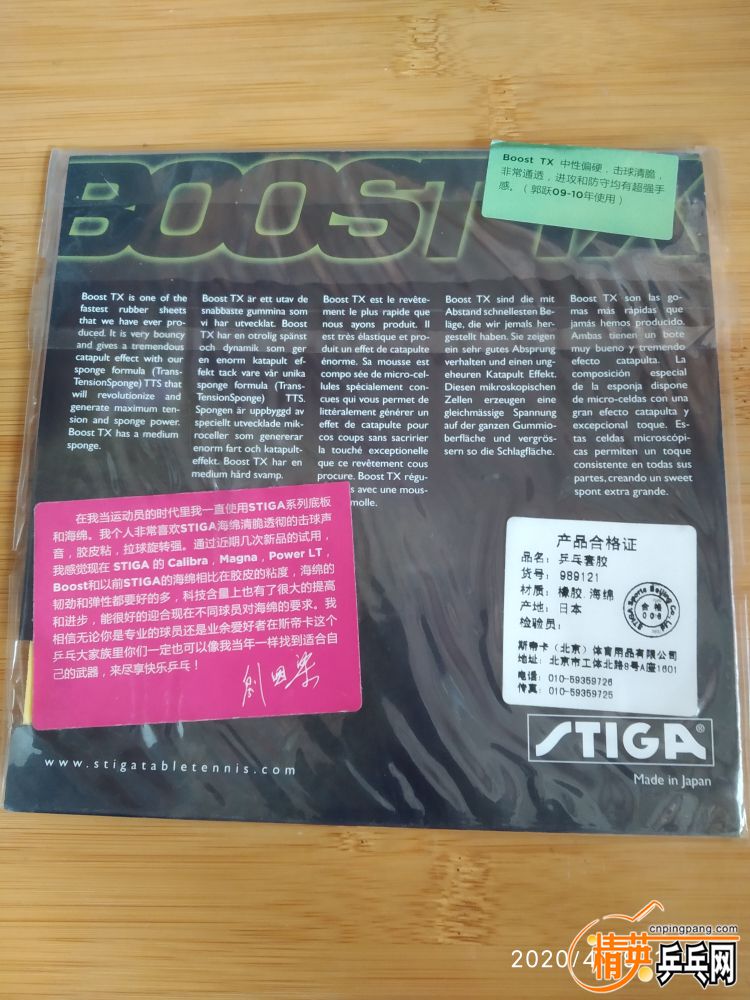 BOOST TX
Boost TX 中性偏硬，击球清脆，
非常通透，进攻和防守均有超强手
感。（郭跃09-10年使用）
Boost TX is one of the
fastest rubber sheets
that we have ever pro-
duced. It is very bouncy
and gives a tremendous
catapult effect with our
sponge formula (Trans-
TensionSponge) TTS that
will revolutionize and
generate maximum ten-
sion and sponge power.
Boost TX has a medium
sponge.
Boost TX är ett utav de
snabbaste gummina som
vi har utvecklat. Boost
TX har en otrolig spänst
och dynamik som ger
en enorm katapult ef-
fekt tack vare vår unika
sponge formula (Trans-
TensionSponge) TTS.
Spongen är uppbyggd av
speciellt utvecklade mik-
roceller som genererar
enorm fart och katapult-
effekt. Boost TX har en
medium hård svamp.
Boost TX est le revête-
ment le plus rapide que
nous ayons produit. Il
est très élastique et pro-
duit un effet de catapulte
énorme. Sa mousse est
compo sée de micro-cel-
lules spécialement con-
cues qui vous permet de
littéralement générer un
effet de catapulte pour
cos coups sans sacririer
la touché exceptionelle
que ce revêtement cous
procure. Boost TX régu-
s avec une mous-
molle.
Boost TX sind die mit
Abstand schnellesten Be-
läge, die wir jemals her-
gestellt haben. Sie zeigen
ein sehr gutes Absprung
verhalten und einen ung-
eheuren Katapult Effekt.
Diesen mikroskopischen
Zellen erzeugen eine
gleichmässige Spannung
auf der ganzen Gummio-
berfläche und vergrös-
sern so die Schlagfläche.
Boost TX son las go-
mas más rápidas que
jamás hemos producido.
Ambas tienen un bote
muy bueno y tremendo
efecto catapulta. La
composición especial
de la esponja dispone
de micro-celdas con una
gran efecto catapulta y
excepcional toque. Es-
tas celdas microscópi-
cas permiten un toque
consistente en todas sus
partes, creando un sweet
spont extra grande.
在我当运动员的时代里我一直使用STIGA系列底板
和海绵。我个人非常喜欢STIGA海绵清脆透彻的击球声
音，胶皮粘，拉球旋转强。通过近期几次新品的试用，
我感觉现在 STIGA 的 Calibra，Magna，Power LT，
Boost和以前STIGA的海绵相比在胶皮的粘度，海绵的
韧劲和弹性都要好的多，科技含量上也有了很大的提高
和进步，能很好的迎合现在不同球员对海绵的要求。我
相信无论你是专业的球员还是业余爱好者在斯帝卡这个
乒乓大家族里你们一定也可以像我当年一样找到适合自
己的武器，来尽享快乐乒乓！
产品合格证
品名：乒乓套胶
货号：989121
材质：橡胶.海绵
产地：日本
检验员：
STIGA Sports Beijing Co Ltd
合格
006
斯帝卡（北京）体育用品有限公司
地址：北京市工体北路8号A座1601
电话：010-59359726
传真：010-59359725
STIGA®
Made in Japan
www.stigatabletennis.com
cnpingpang.com
精英乒乓网
2020/4